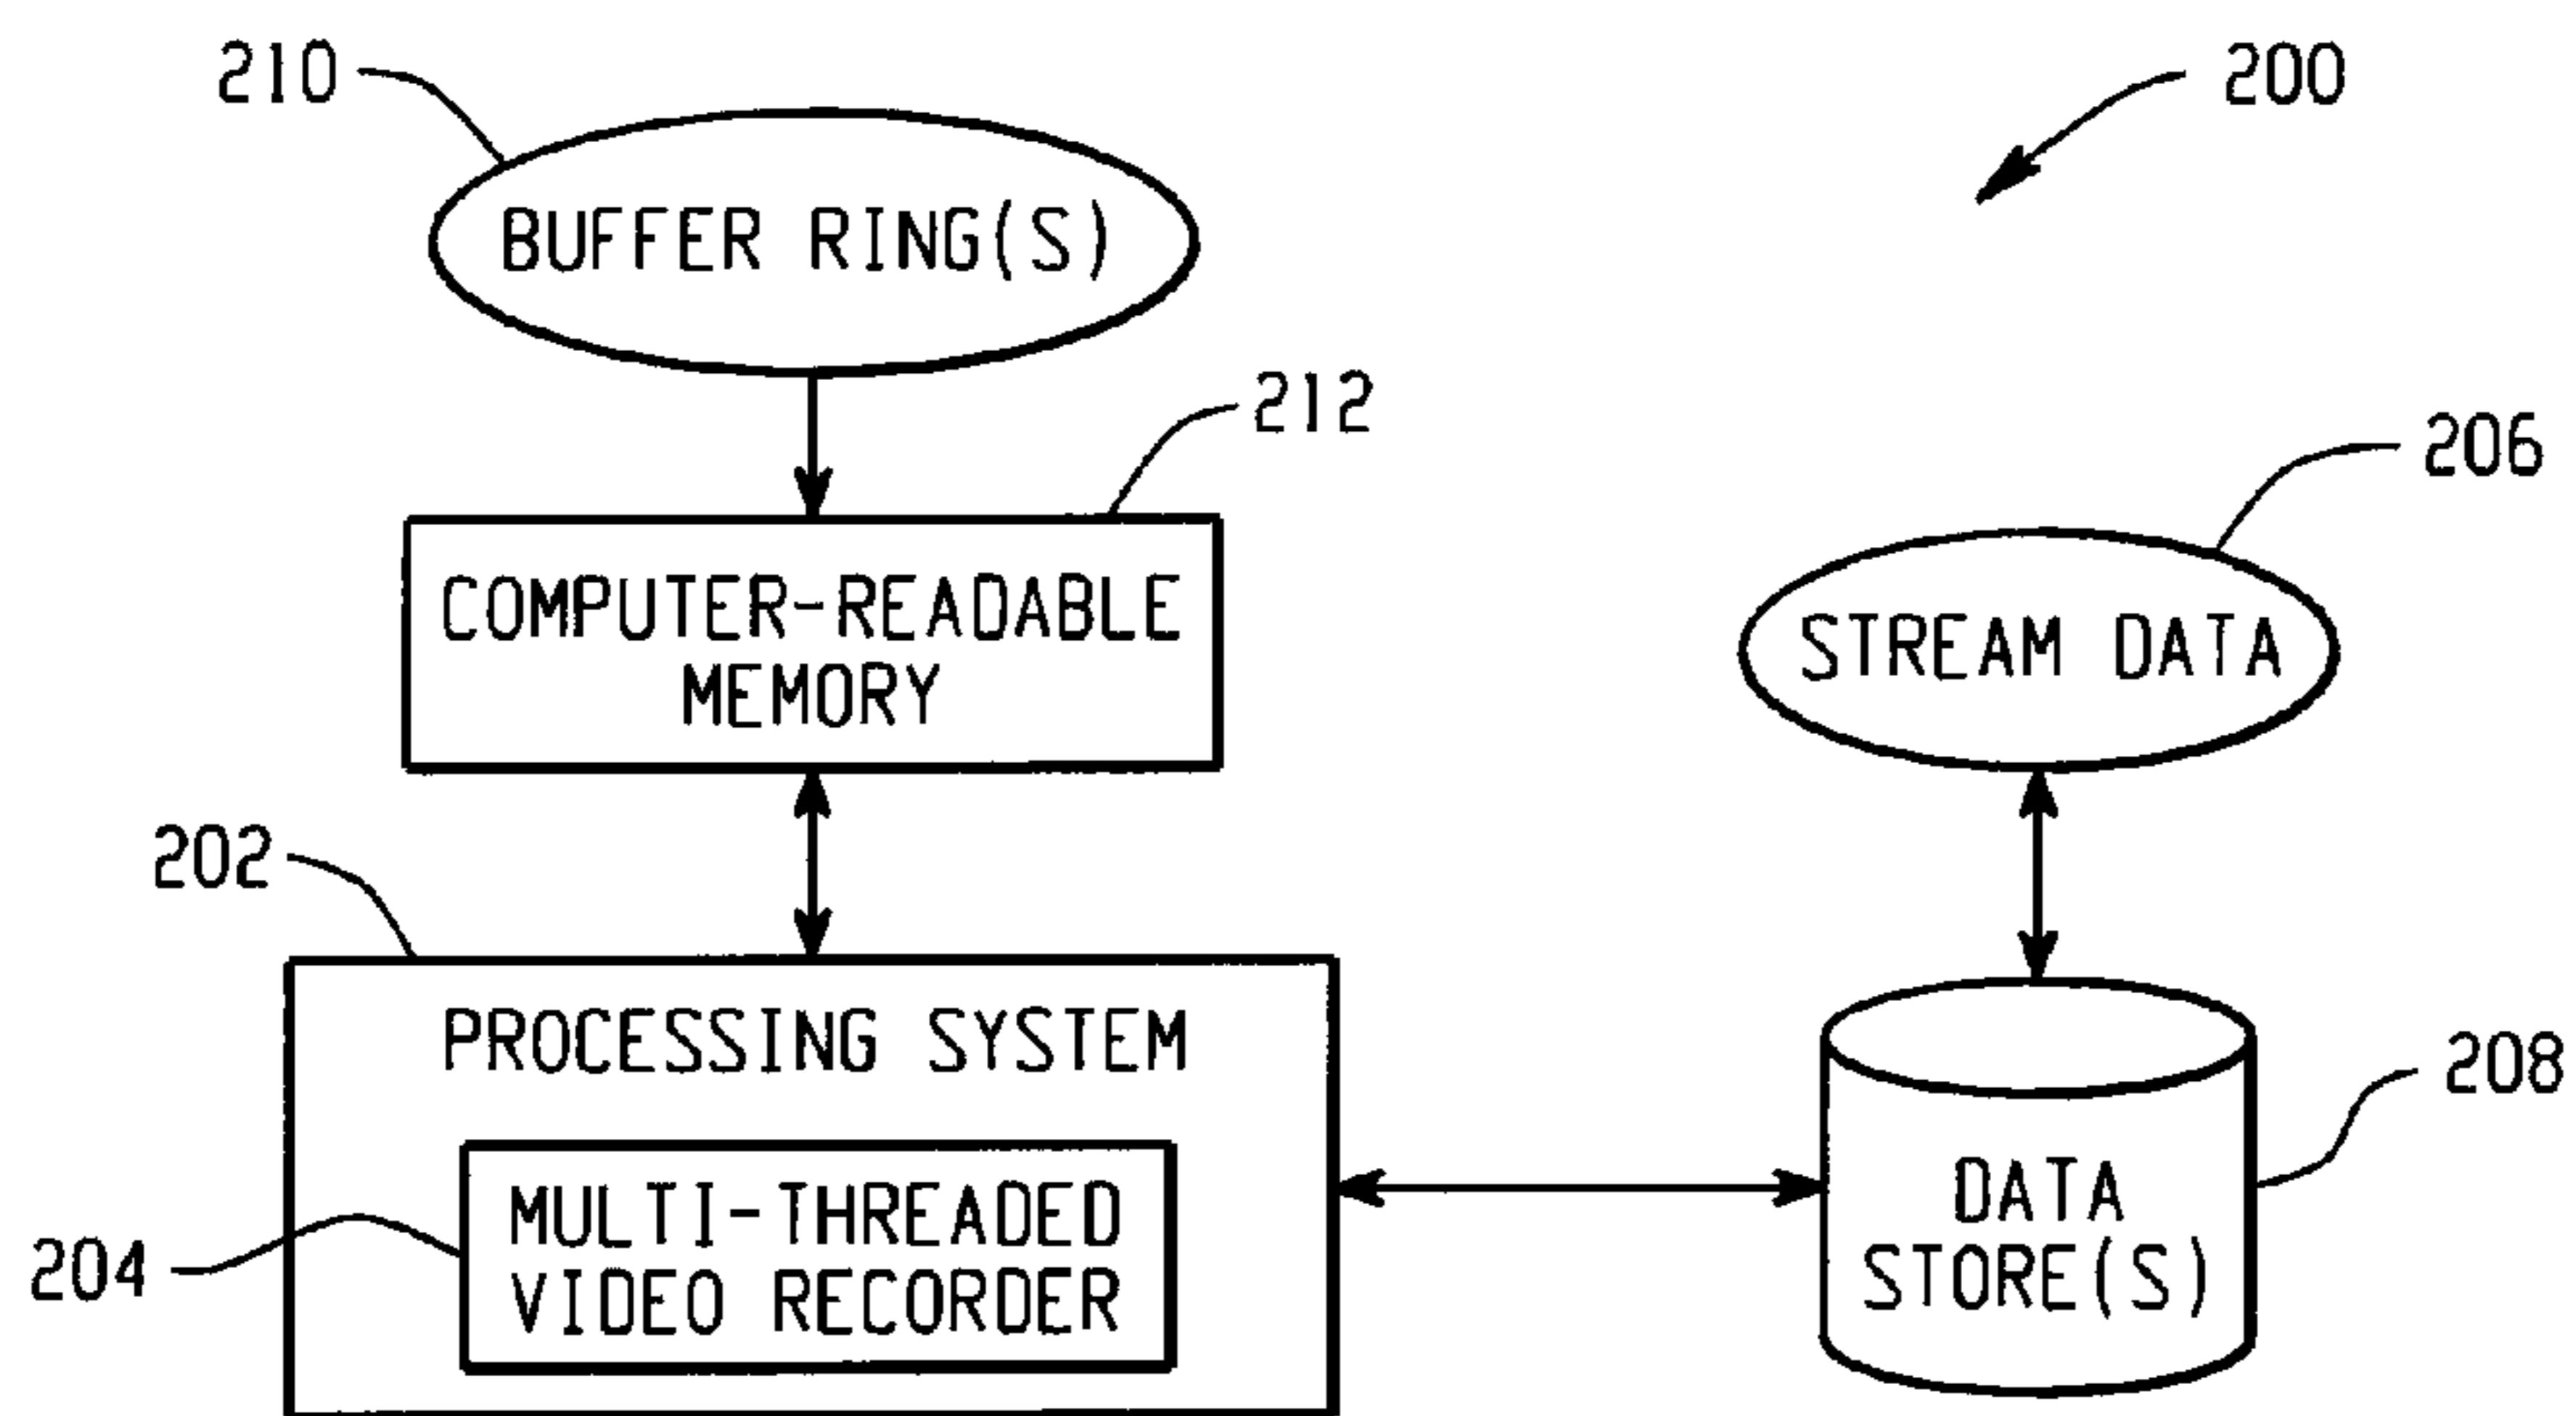 210
200
BUFFER RING(S)
212
206
COMPUTER-READABLE
MEMORY
STREAM DATA
202
PROCESSING SYSTEM
208
MULTI-THREADED
VIDEO RECORDER
204
DATA
STORE(S)